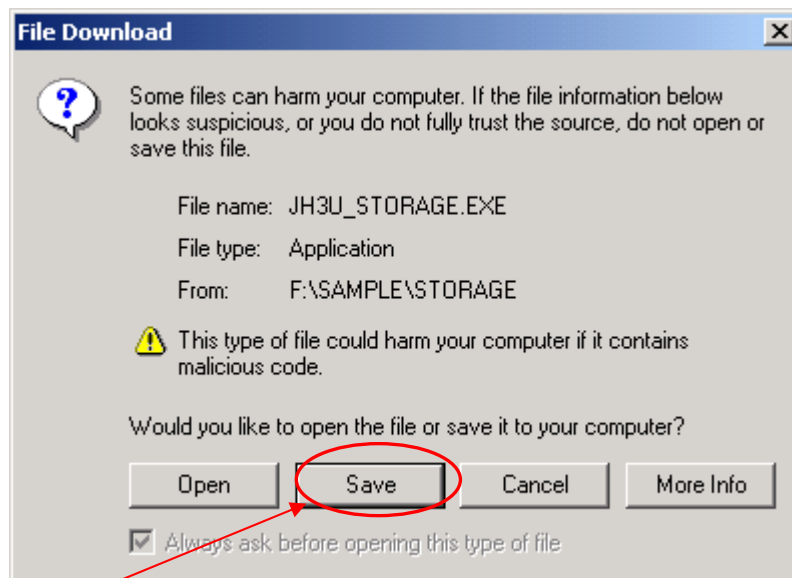 File Download
Some files can harm your computer. If the file information below
looks suspicious, or you do not fully trust the source, do not open or
save this file.
File name: JH3U_STORAGE.EXE
File type: Application
From: F:\SAMPLE\STORAGE
This type of file could harm your computer if it contains
malicious code.
Would you like to open the file or save it to your computer?
Open Save Cancel More Info
Always ask before opening this type of file